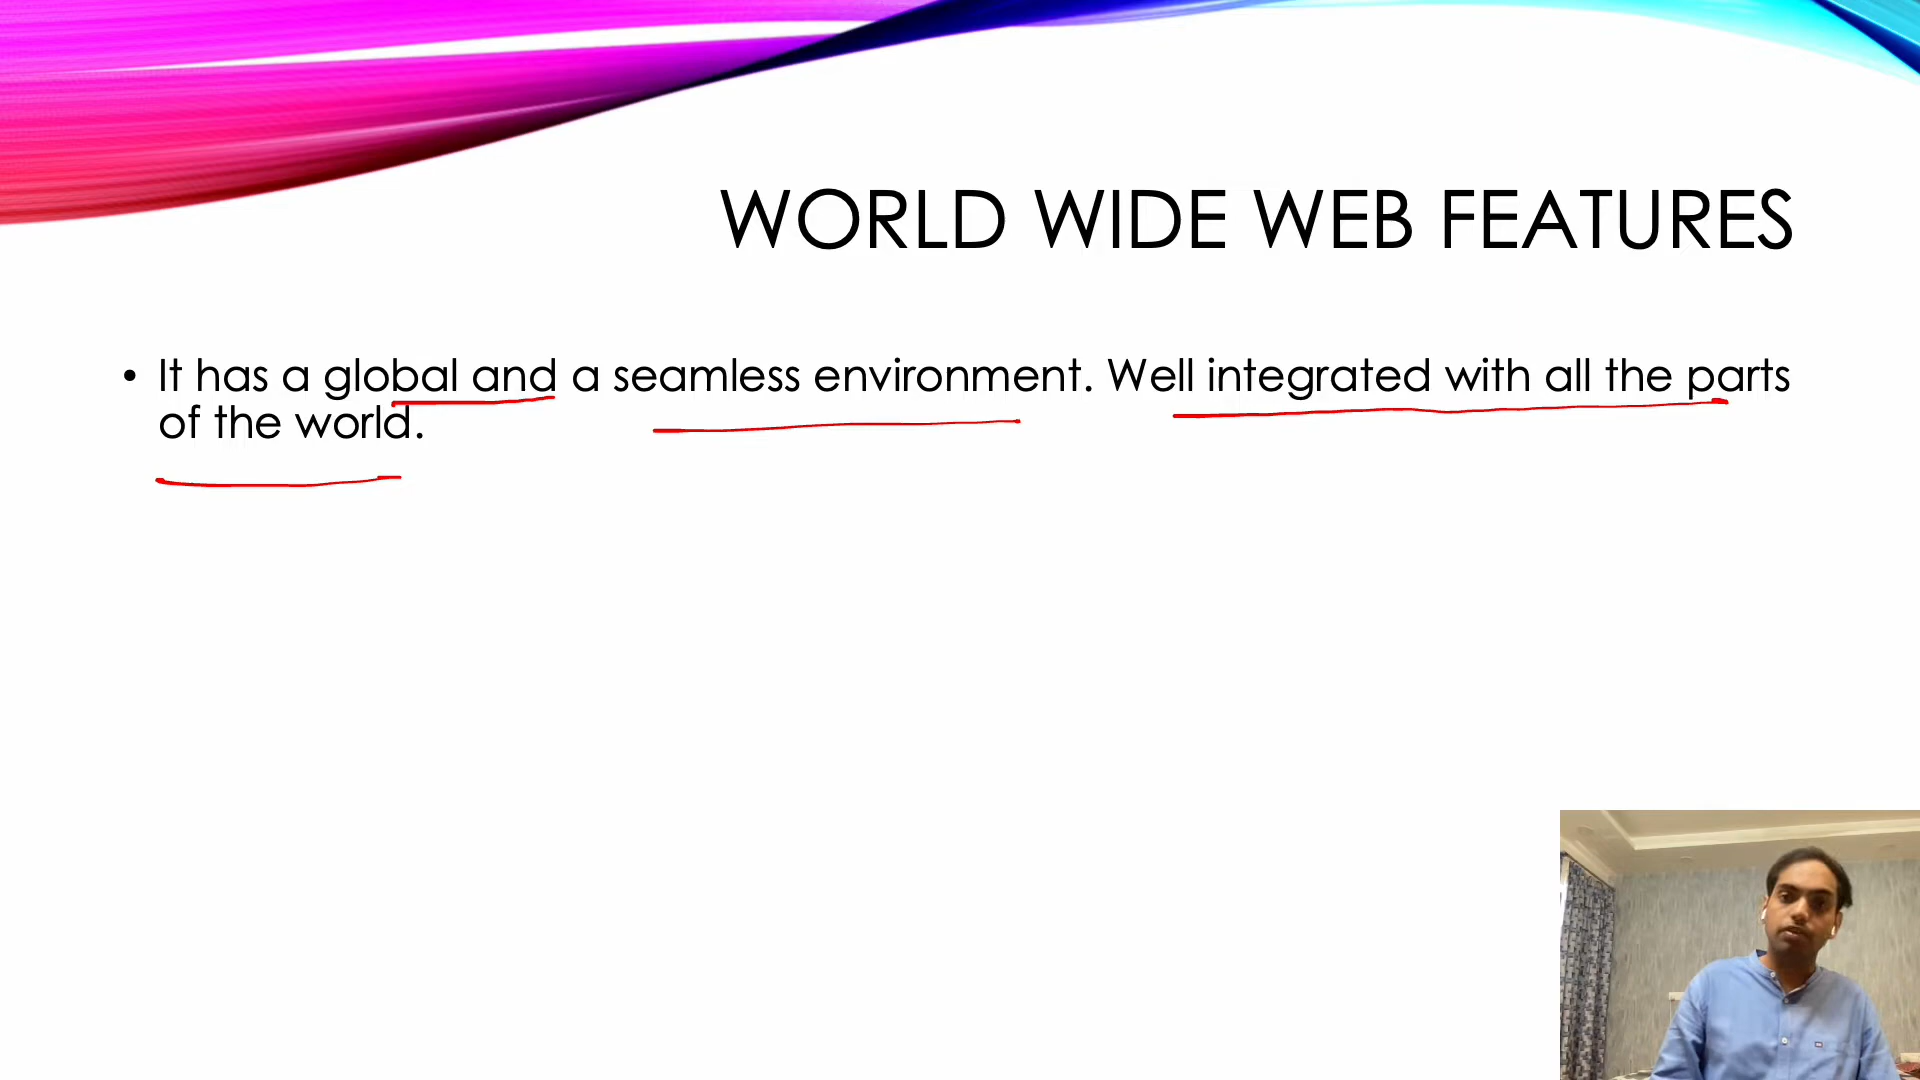 WORLD WIDE WEB FEATURES
• It has a global and a seamless environment. Well integrated with all the parts
of the world.